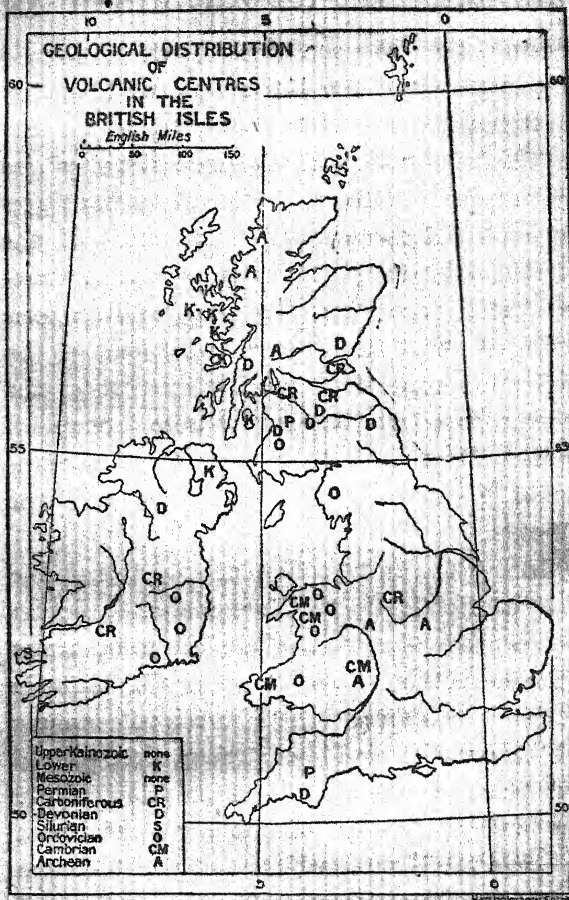 10 5 0
GEOLOGICAL DISTRIBUTION
OF
VOLCANIC CENTRES
IN THE
BRITISH ISLES
English Miles
0 50 100 150
60 60
A
A
K
K
K
D A D
CR
CR CR
P D
D O D
O
55
K
O
D
CR
CR
O
CM O
CM
O
CR
O
A A
O
CM
A
CM O
P
D
Upper Kainozoic none
Lower K
Mesozoic none
Permian P
Carboniferous CR
Devonian D
Silurian S
Ordovician O
Cambrian CM
Archean A
50
5 0